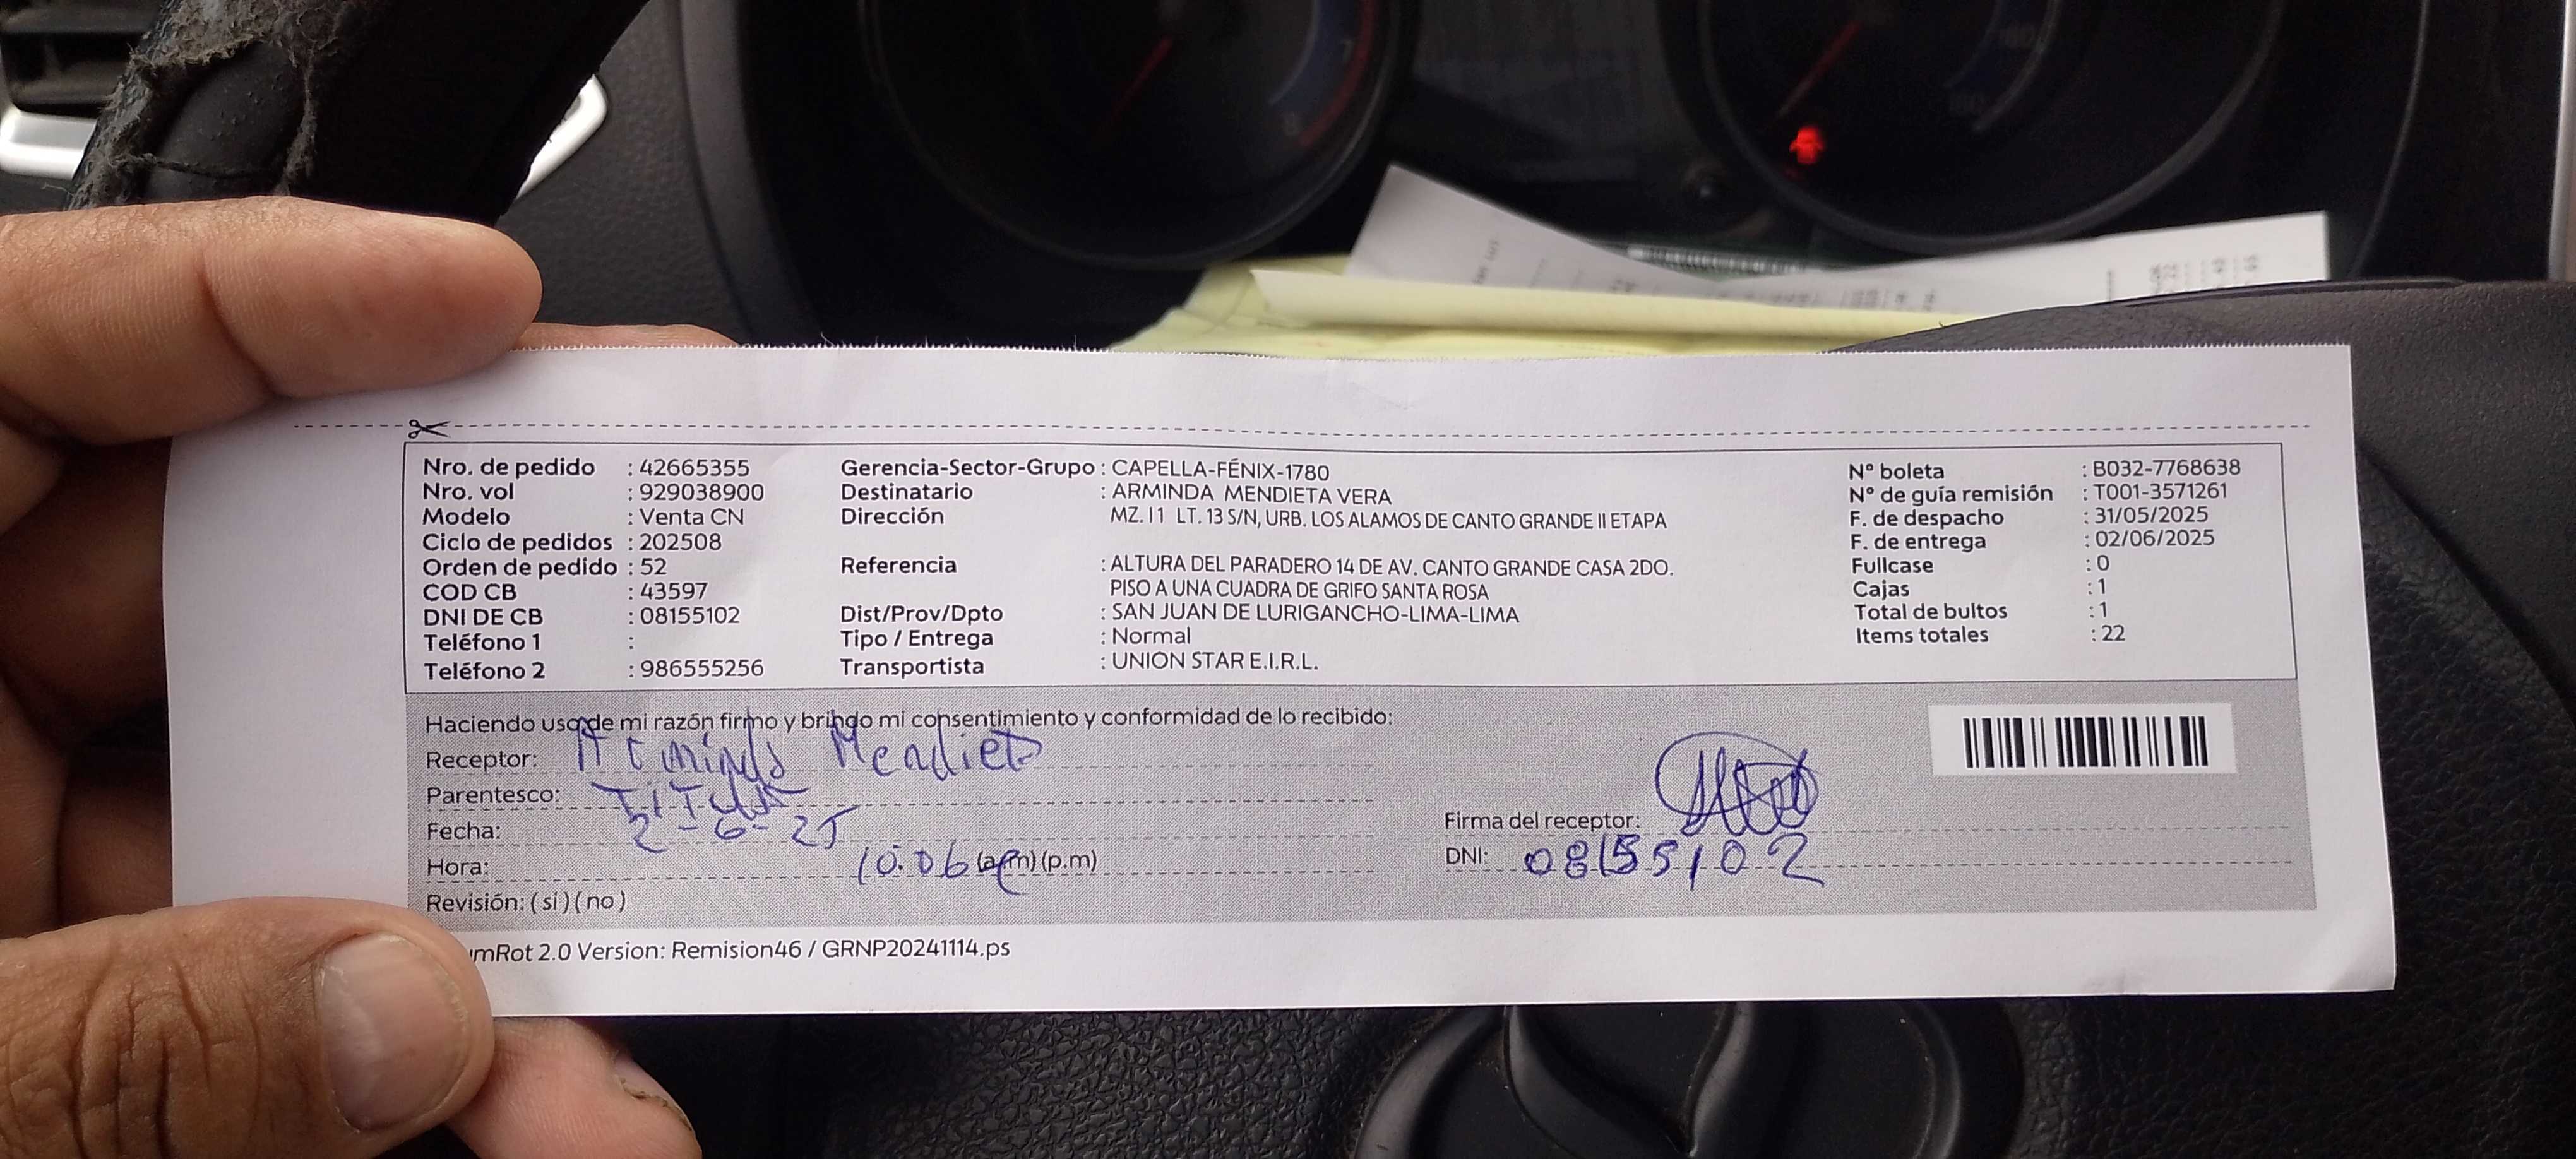 Nro. de pedido : 42665355
Nro. vol : 929038900
Modelo : Venta CN
Ciclo de pedidos : 202508
Orden de pedido : 52
COD CB : 43597
DNI DE CB : 08155102
Teléfono 1 :
Teléfono 2 : 986555256
Gerencia-Sector-Grupo : CAPELLA-FÉNIX-1780
Destinatario : ARMINDA MENDIETA VERA
Dirección MZ. I1 LT. 13 S/N, URB. LOS ALAMOS DE CANTO GRANDE II ETAPA
Referencia : ALTURA DEL PARADERO 14 DE AV. CANTO GRANDE CASA 2DO.
PISO A UNA CUADRA DE GRIFO SANTA ROSA
Dist/Prov/Dpto : SAN JUAN DE LURIGANCHO-LIMA-LIMA
Tipo / Entrega : Normal
Transportista : UNION STAR E.I.R.L.
N° boleta : B032-7768638
N° de guía remisión : T001-3571261
F. de despacho : 31/05/2025
F. de entrega : 02/06/2025
Fullcase : 0
Cajas : 1
Total de bultos : 1
Items totales : 22
Haciendo uso de mi razón firmo y bringo mi consentimiento y conformidad de lo recibido:
Receptor: Arminda Mendieta
Parentesco: Titular
Fecha: 2-6-25
Hora: 10:06 (a.m) (p.m)
Revisión: ( si ) ( no )
Firma del receptor:
DNI: 08155102
umRot 2.0 Version: Remision46 / GRNP20241114.ps